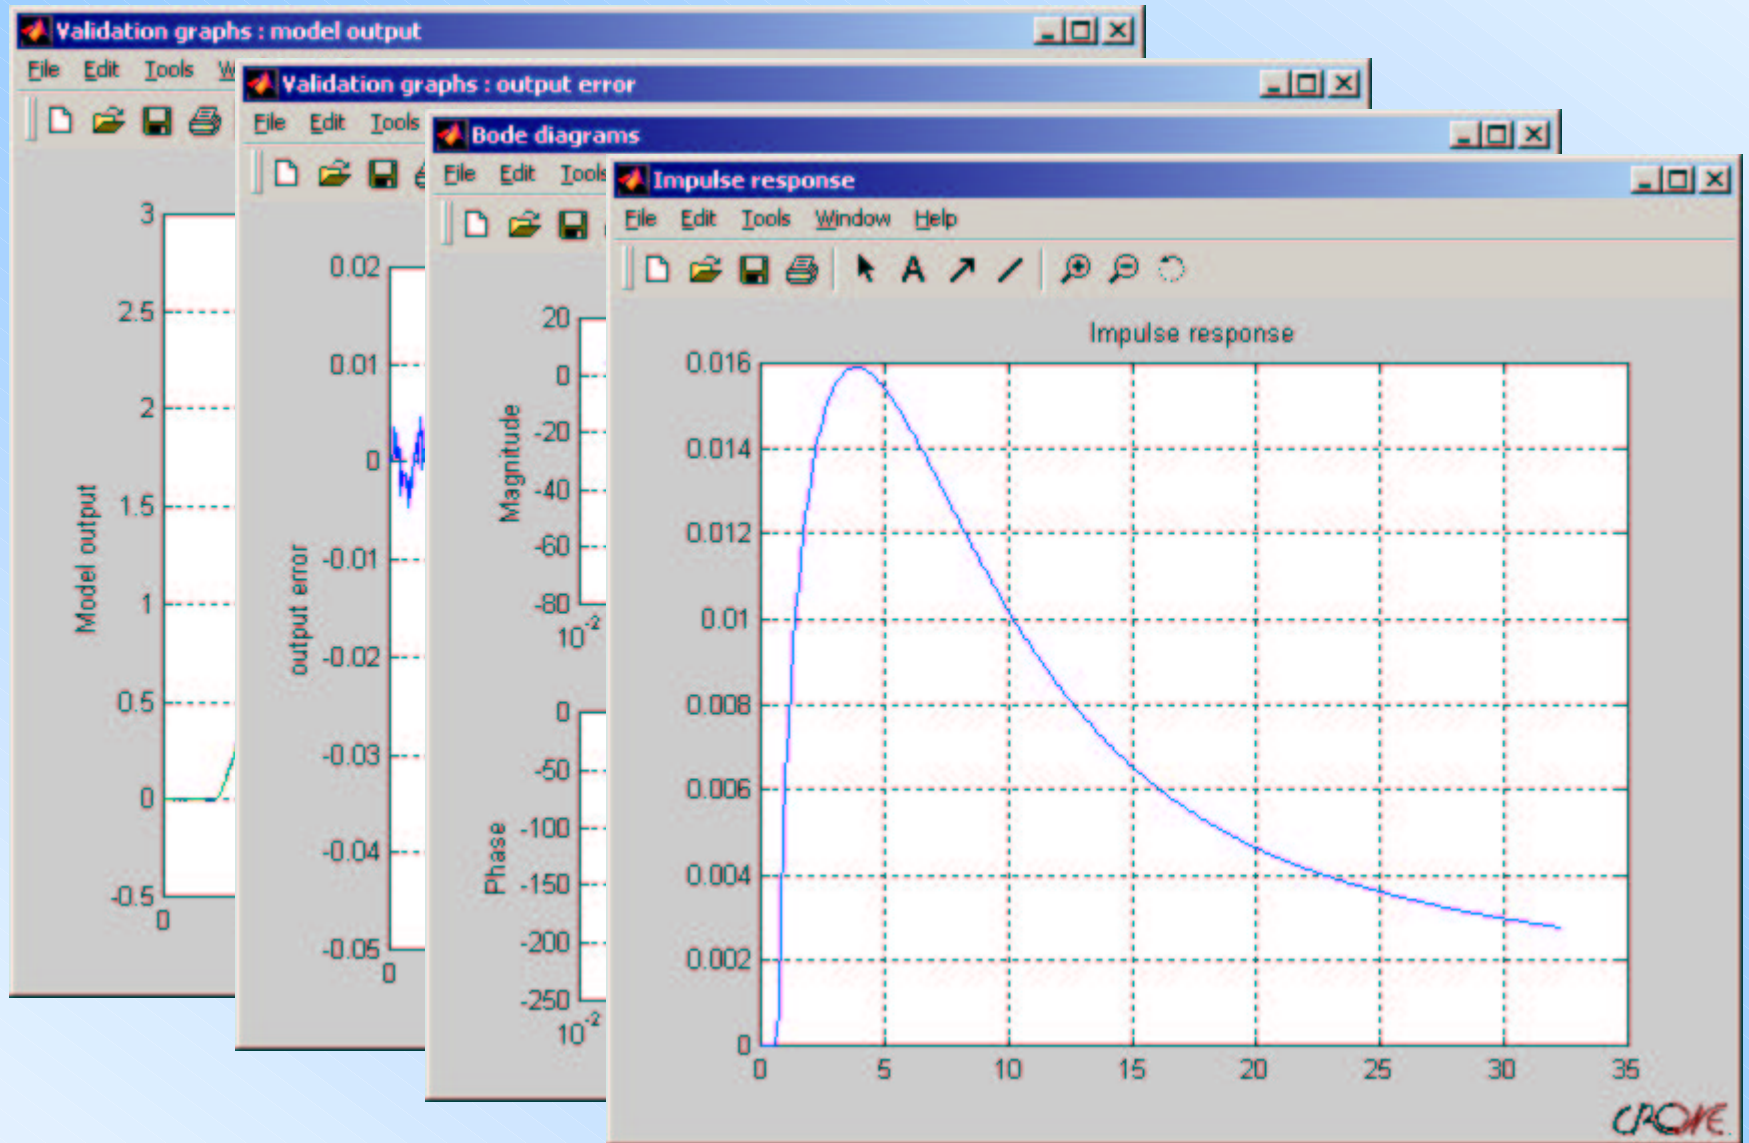 Validation graphs : model output
File Edit Tools W
3
2.5
2
1.5
1
0.5
0
-0.5
0
Model output
Validation graphs : output error
File Edit Tools
0.02
0.01
0
-0.01
-0.02
-0.03
-0.04
-0.05
0
output error
Bode diagrams
File Edit Tools
20
0
-20
-40
-60
-80
10^-2
Magnitude
0
-50
-100
-150
-200
-250
10^-2
Phase
Impulse response
File Edit Tools Window Help
A
Impulse response
0.016
0.014
0.012
0.01
0.008
0.006
0.004
0.002
0
0 5 10 15 20 25 30 35
CRONE